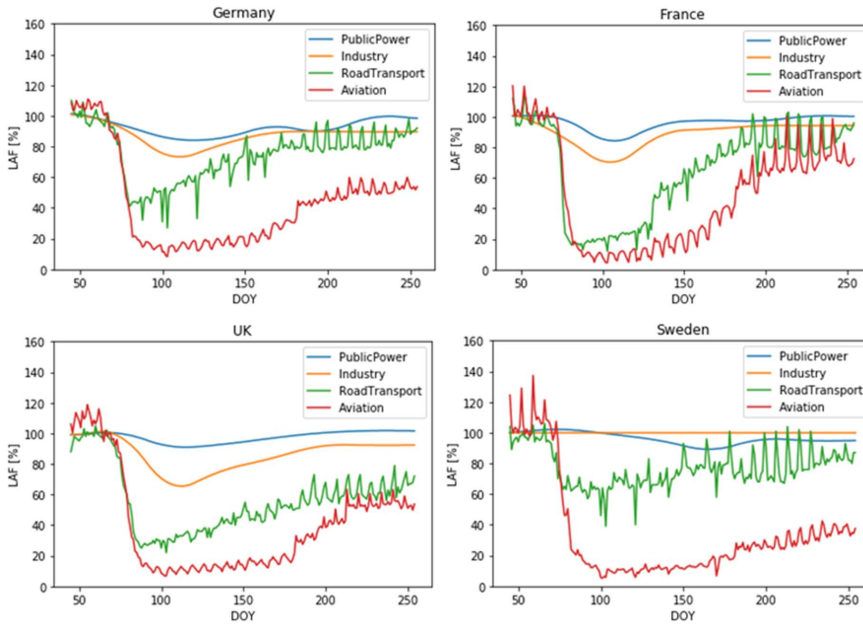 Germany
160
140
120
100
80
60
40
20
0
LAF [%]
50
100
150
200
250
DOY
PublicPower
Industry
RoadTransport
Aviation
France
160
140
120
100
80
60
40
20
0
LAF [%]
50
100
150
200
250
DOY
PublicPower
Industry
RoadTransport
Aviation
UK
160
140
120
100
80
60
40
20
0
LAF [%]
50
100
150
200
250
DOY
PublicPower
Industry
RoadTransport
Aviation
Sweden
160
140
120
100
80
60
40
20
0
LAF [%]
50
100
150
200
250
DOY
PublicPower
Industry
RoadTransport
Aviation